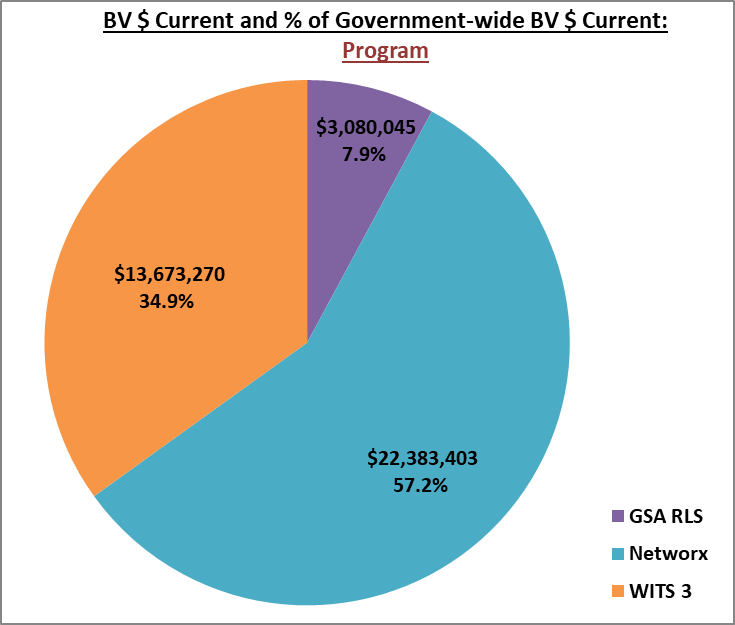 BV $ Current and % of Government-wide BV $ Current:
Program
$3,080,045
7.9%
$13,673,270
34.9%
$22,383,403
57.2%
GSA RLS
Networx
WITS 3